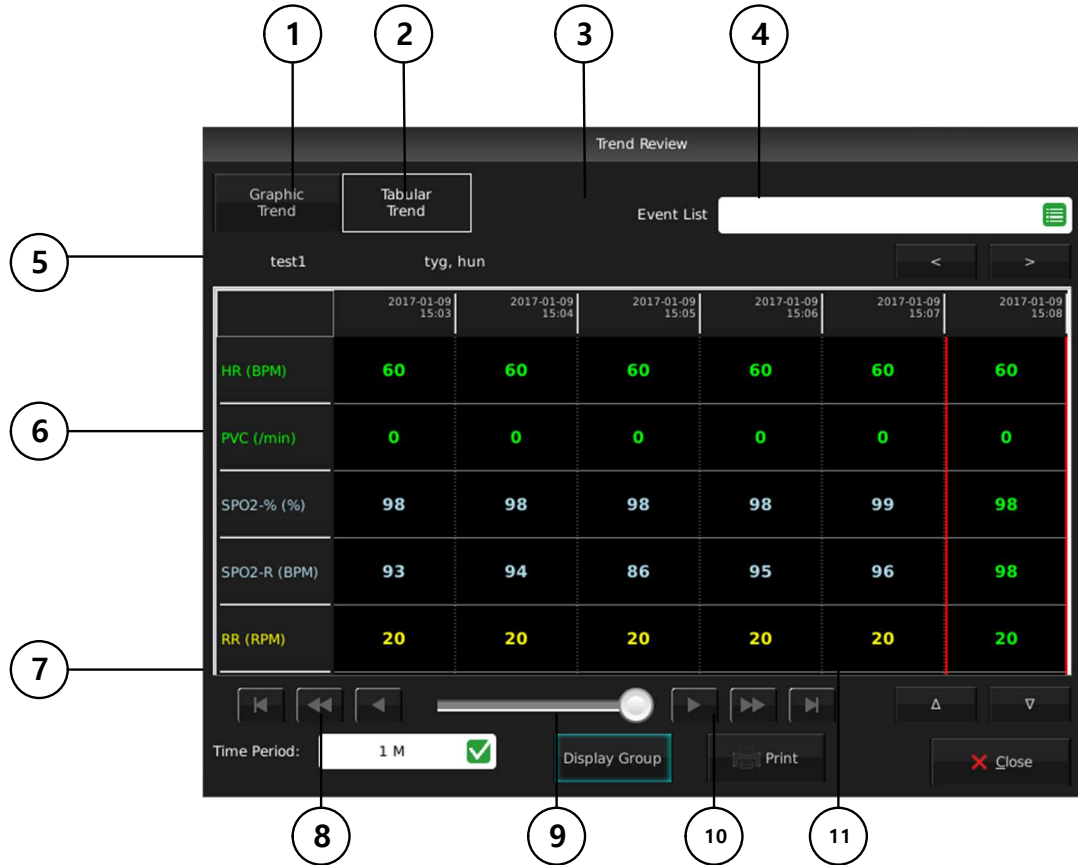 1 2 3 4
Trend Review
Graphic
Trend
Tabular
Trend
Event List
5
test1 tyg, hun < >
2017-01-09
15:03
2017-01-09
15:04
2017-01-09
15:05
2017-01-09
15:06
2017-01-09
15:07
2017-01-09
15:08
HR (BPM) 60 60 60 60 60 60
6
PVC (/min) 0 0 0 0 0 0
SPO2-% (%) 98 98 98 98 99 98
SPO2-R (BPM) 93 94 86 95 96 98
RR (RPM) 20 20 20 20 20 20
7
Time Period: 1 M Display Group Print Close
8 9 10 11